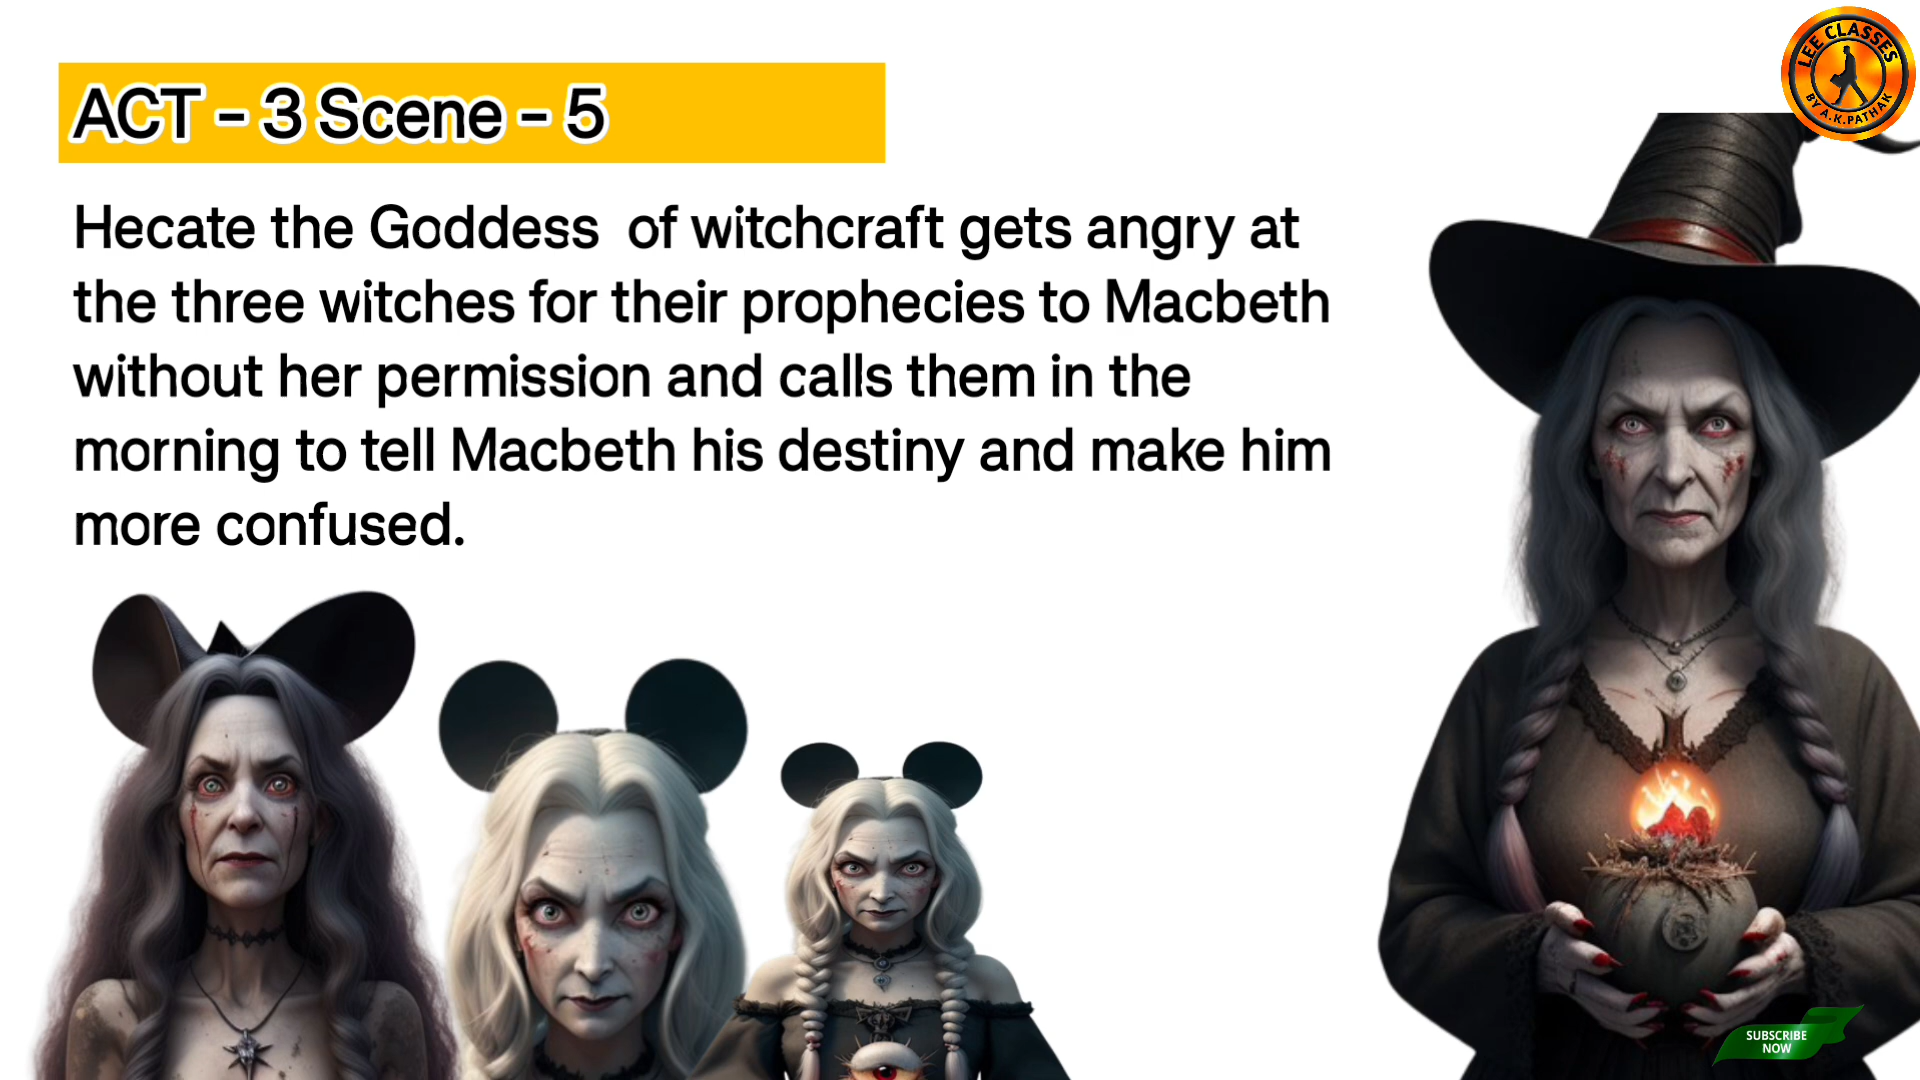 LEE CLASSES
BY A.K.PATHAK
ACT - 3 Scene - 5
Hecate the Goddess  of witchcraft gets angry at
the three witches for their prophecies to Macbeth
without her permission and calls them in the
morning to tell Macbeth his destiny and make him
more confused.
SUBSCRIBE
NOW